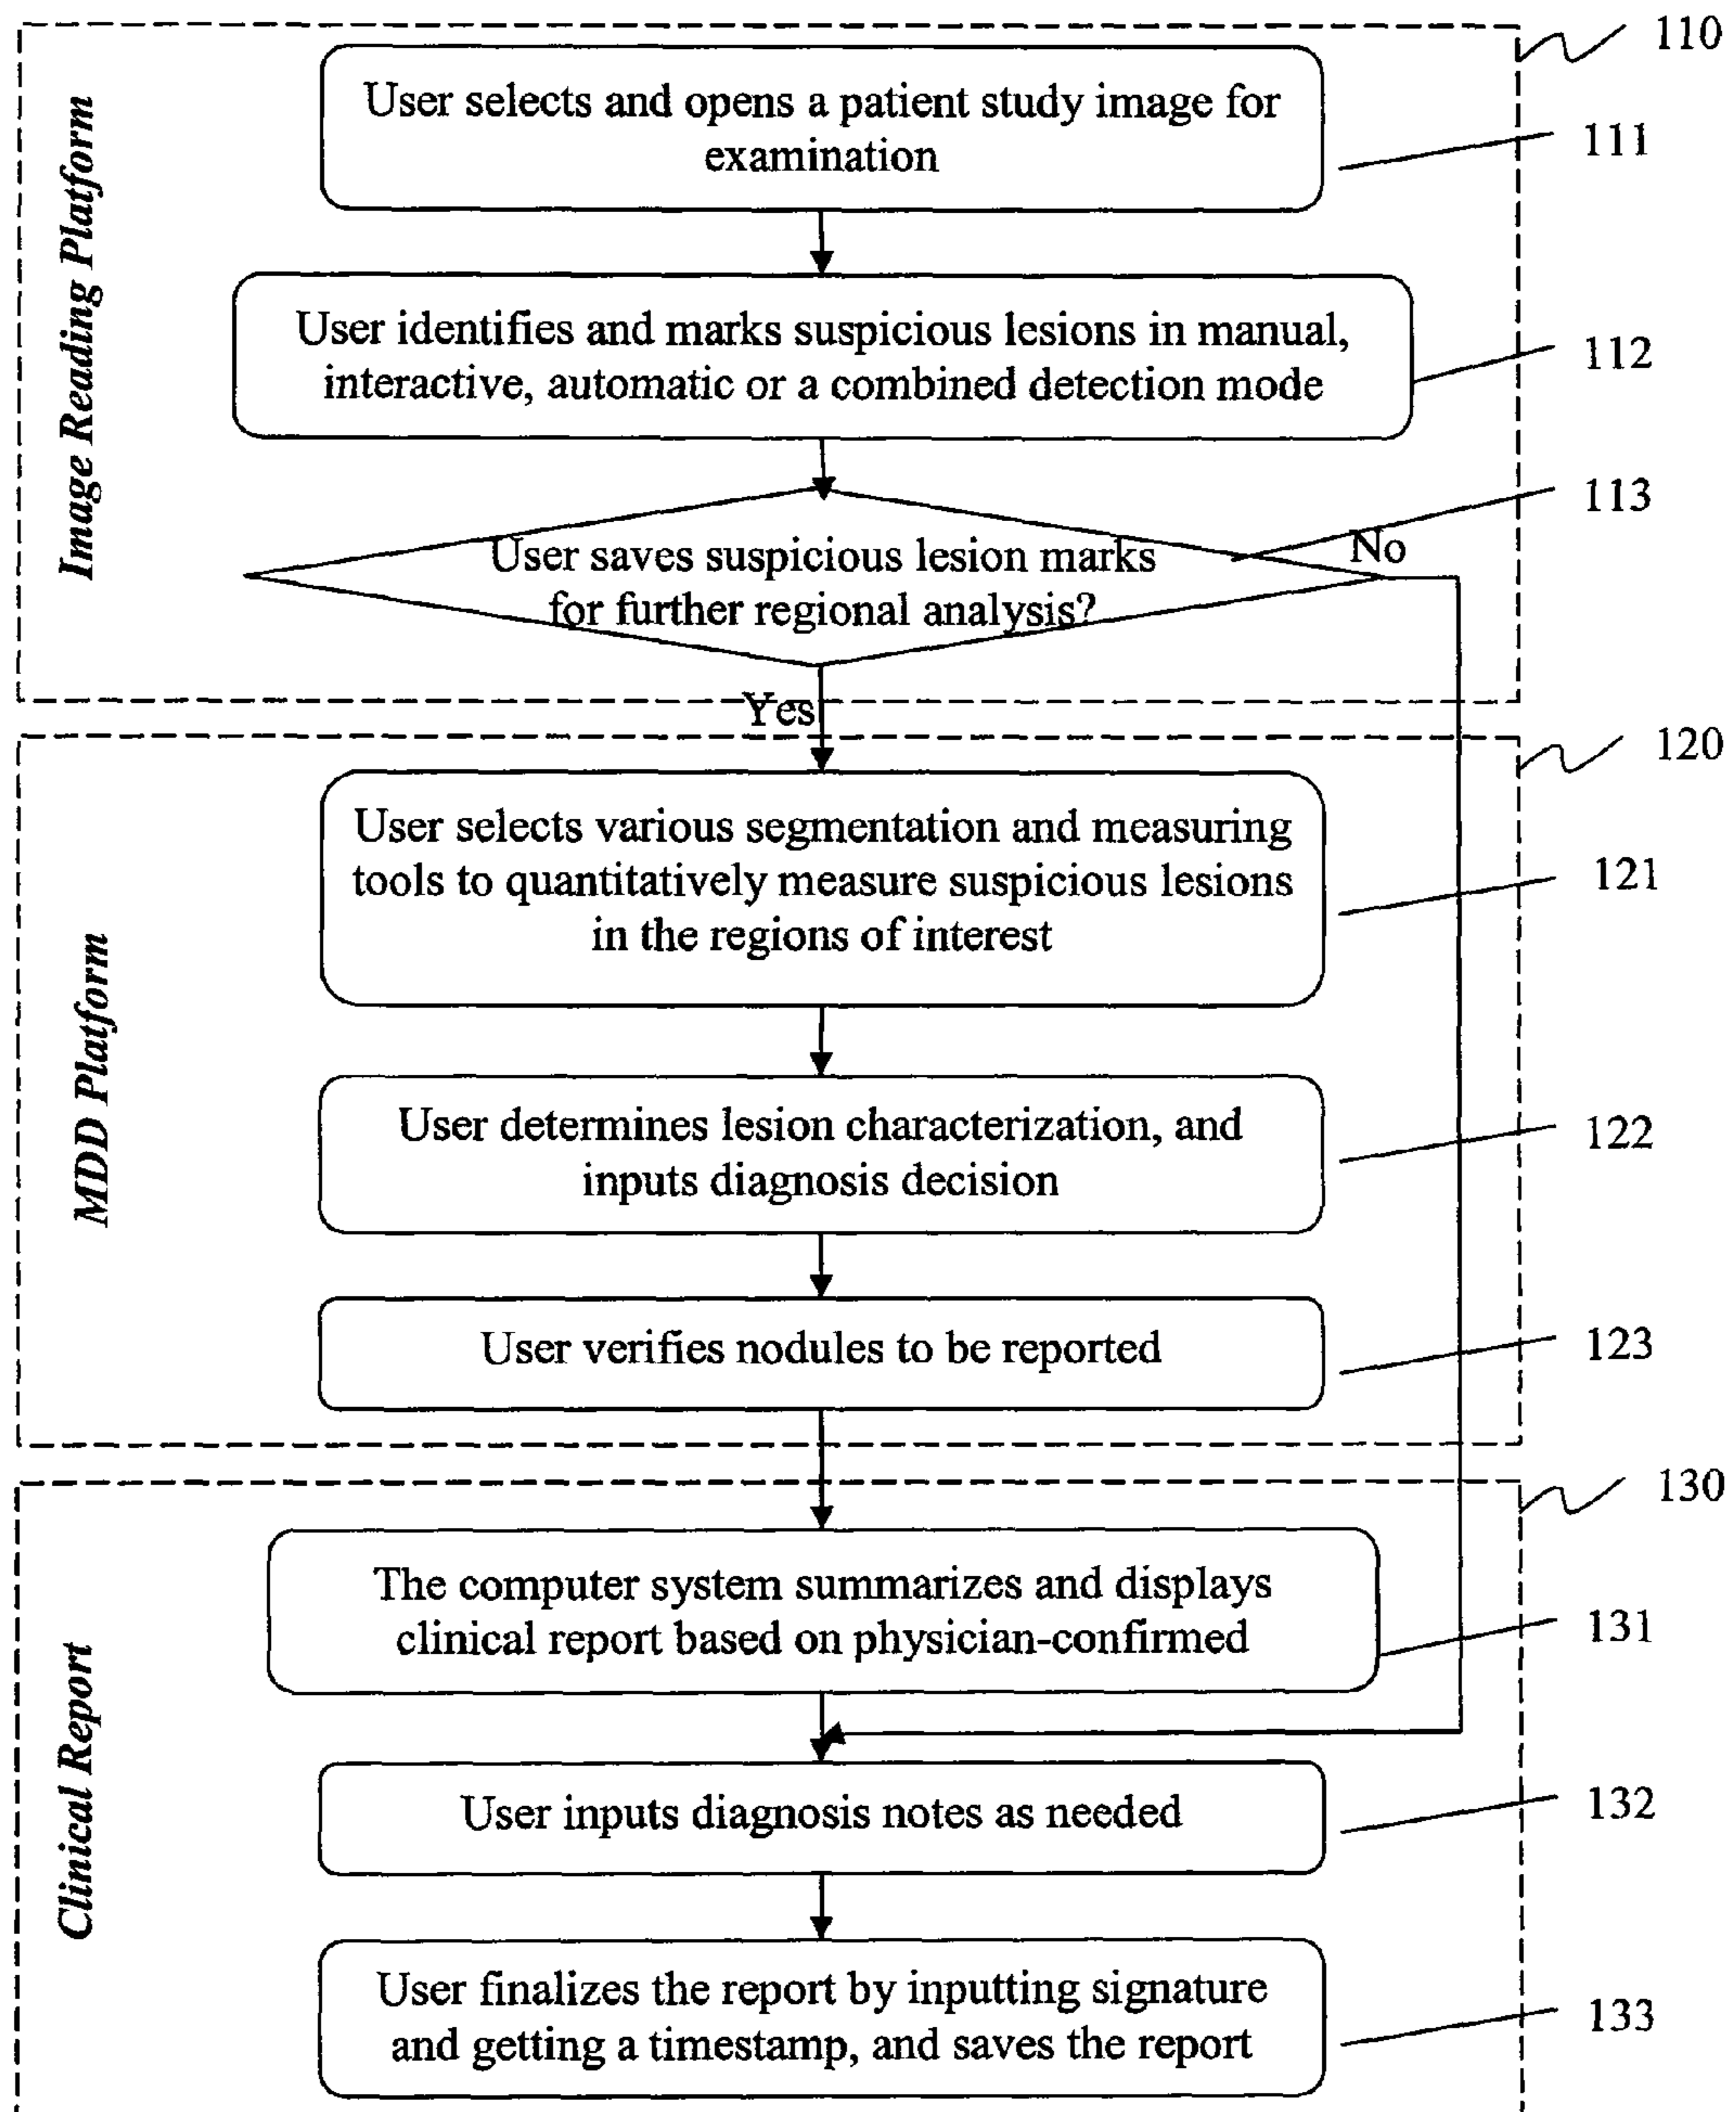 110
Image Reading Platform
User selects and opens a patient study image for
examination
111
User identifies and marks suspicious lesions in manual,
interactive, automatic or a combined detection mode
112
113
User saves suspicious lesion marks
for further regional analysis?
No
Yes
120
MDD Platform
User selects various segmentation and measuring
tools to quantitatively measure suspicious lesions
in the regions of interest
121
User determines lesion characterization, and
inputs diagnosis decision
122
User verifies nodules to be reported
123
130
Clinical Report
The computer system summarizes and displays
clinical report based on physician-confirmed
131
User inputs diagnosis notes as needed
132
User finalizes the report by inputting signature
and getting a timestamp, and saves the report
133